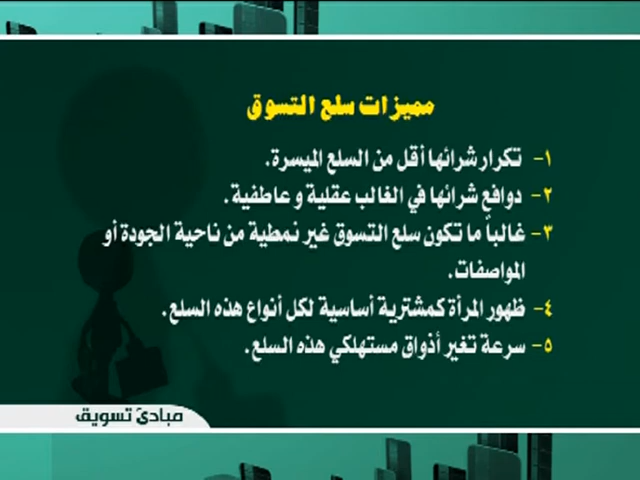 مميزات سلع التسوق
١- تكرار شرائها أقل من السلع الميسرة.
٢- دوافع شرائها في الغالب عقلية و عاطفية.
٣- غالباً ما تكون سلع التسوق غير نمطية من ناحية الجودة أو
المواصفات.
٤- ظهور المرأة كمشترية أساسية لكل أنواع هذه السلع.
٥- سرعة تغير أذواق مستهلكي هذه السلع.
مبادئ تسويق